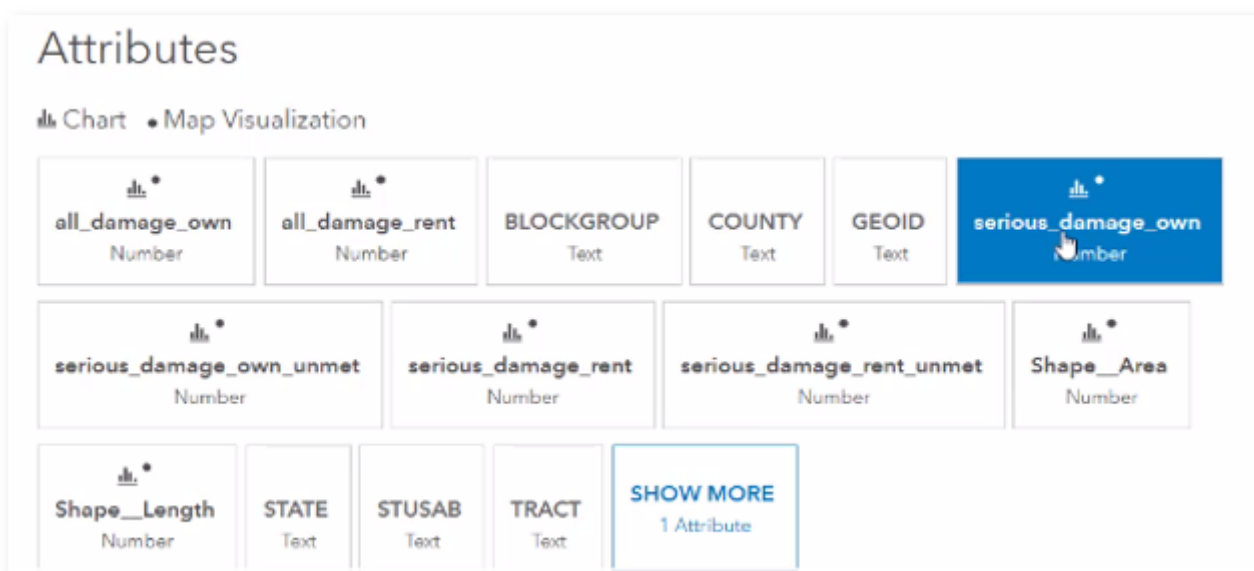 Attributes
Chart • Map Visualization
all_damage_own all_damage_rent BLOCKGROUP COUNTY GEOID serious_damage_own
Number Number Text Text Text Number
serious_damage_own_unmet serious_damage_rent serious_damage_rent_unmet Shape__Area
Number Number Number Number
SHOW MORE
Shape__Length STATE STUSAB TRACT 1 Attribute
Number Text Text Text